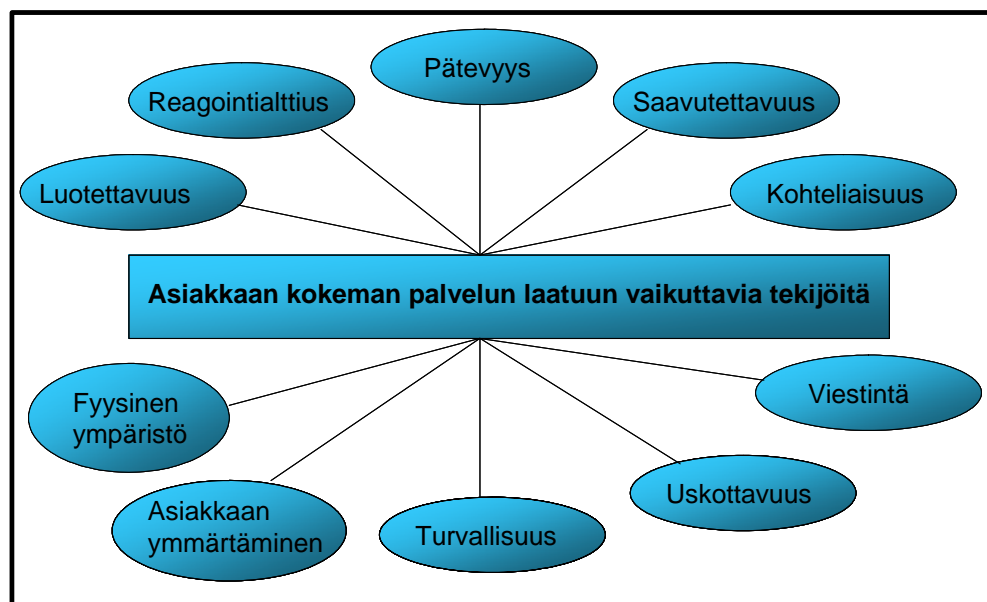 Pätevyys
Reagointialttius
Saavutettavuus
Luotettavuus
Kohteliaisuus
Asiakkaan kokeman palvelun laatuun vaikuttavia tekijöitä
Fyysinen
ympäristö
Viestintä
Asiakkaan
ymmärtäminen
Turvallisuus
Uskottavuus